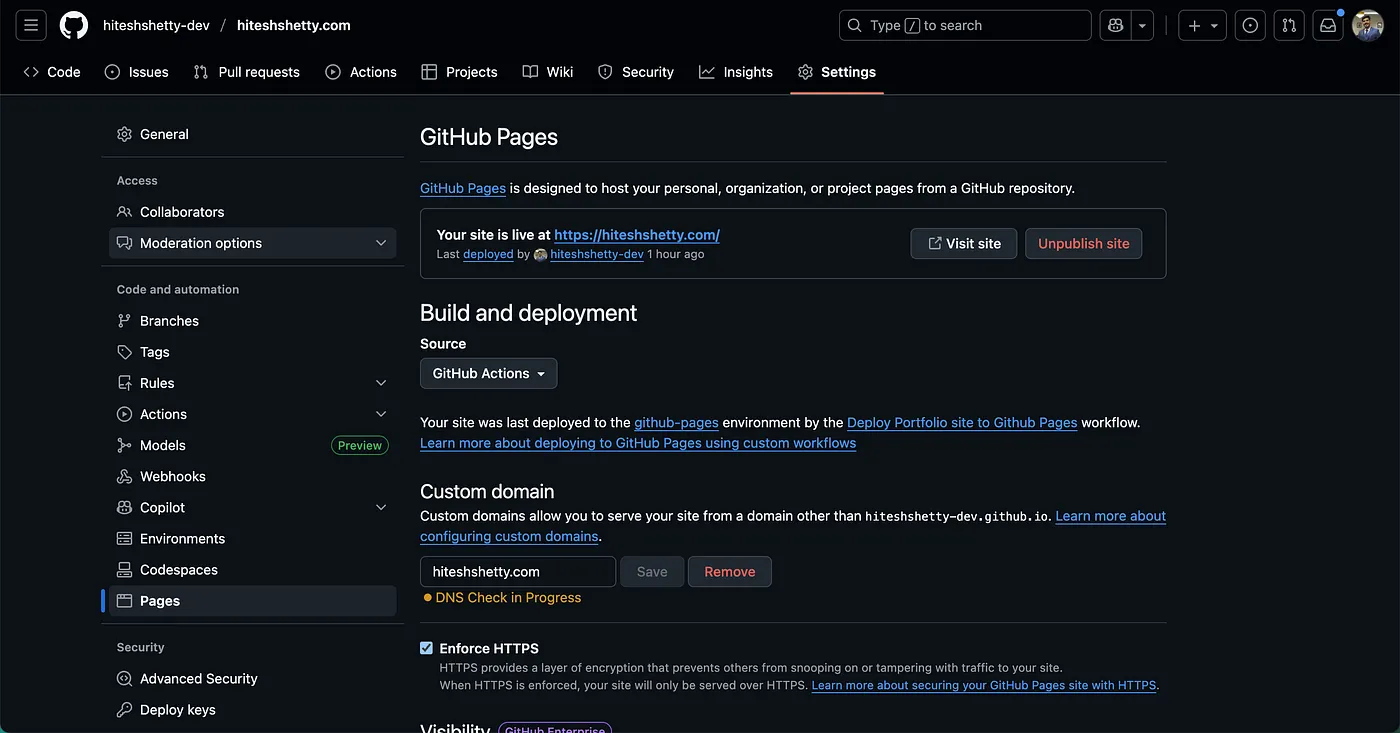 hiteshshetty-dev / hiteshshetty.com
Type / to search
Code Issues Pull requests Actions Projects Wiki Security Insights Settings
General
Access
Collaborators
Moderation options
Code and automation
Branches
Tags
Rules
Actions
Models Preview
Webhooks
Copilot
Environments
Codespaces
Pages
Security
Advanced Security
Deploy keys
GitHub Pages
GitHub Pages is designed to host your personal, organization, or project pages from a GitHub repository.
Your site is live at https://hiteshshetty.com/
Last deployed by hiteshshetty-dev 1 hour ago
Visit site Unpublish site
Build and deployment
Source
GitHub Actions
Your site was last deployed to the github-pages environment by the Deploy Portfolio site to Github Pages workflow.
Learn more about deploying to GitHub Pages using custom workflows
Custom domain
Custom domains allow you to serve your site from a domain other than hiteshshetty-dev.github.io. Learn more about
configuring custom domains.
hiteshshetty.com Save Remove
DNS Check in Progress
Enforce HTTPS
HTTPS provides a layer of encryption that prevents others from snooping on or tampering with traffic to your site.
When HTTPS is enforced, your site will only be served over HTTPS. Learn more about securing your GitHub Pages site with HTTPS.
Visibility GitHub Enterprise